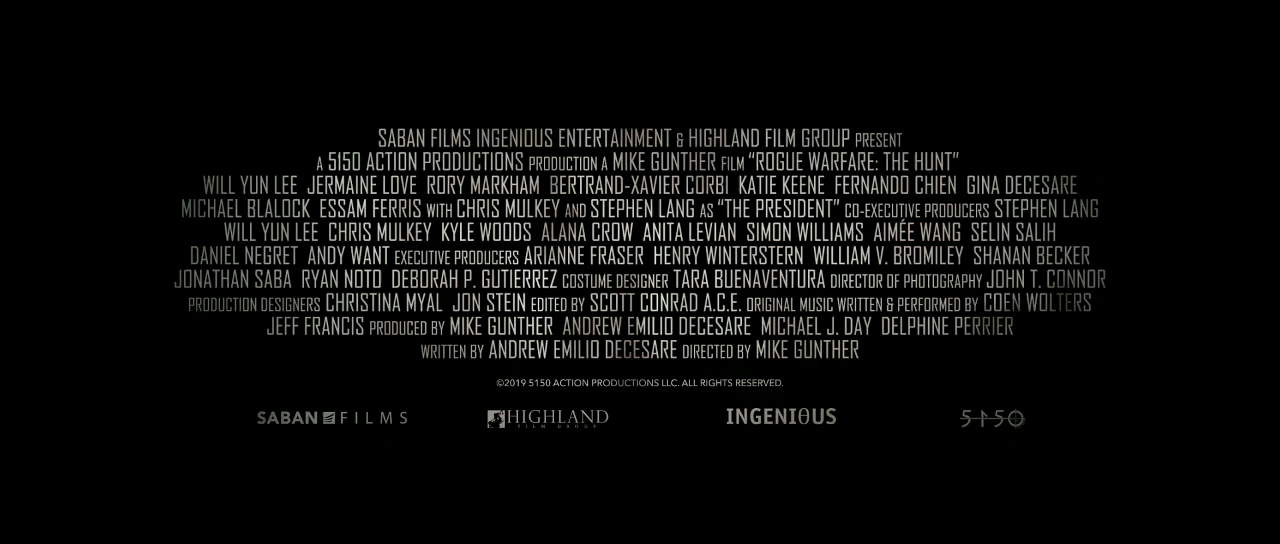 SABAN FILMS INGENIOUS ENTERTAINMENT & HIGHLAND FILM GROUP PRESENT
A 5150 ACTION PRODUCTIONS PRODUCTION A MIKE GUNTHER FILM “ROGUE WARFARE: THE HUNT”
WILL YUN LEE JERMAINE LOVE RORY MARKHAM BERTRAND-XAVIER CORBI KATIE KEENE FERNANDO CHIEN GINA DECESARE
MICHAEL BLALOCK ESSAM FERRIS WITH CHRIS MULKEY AND STEPHEN LANG AS “THE PRESIDENT” CO-EXECUTIVE PRODUCERS STEPHEN LANG
WILL YUN LEE CHRIS MULKEY KYLE WOODS ALANA CROW ANITA LEVIAN SIMON WILLIAMS AIMÉE WANG SELIN SALIH
DANIEL NEGRET ANDY WANT EXECUTIVE PRODUCERS ARIANNE FRASER HENRY WINTERSTERN WILLIAM V. BROMILEY SHANAN BECKER
JONATHAN SABA RYAN NOTO DEBORAH P. GUTIERREZ COSTUME DESIGNER TARA BUENAVENTURA DIRECTOR OF PHOTOGRAPHY JOHN T. CONNOR
PRODUCTION DESIGNERS CHRISTINA MYAL JON STEIN EDITED BY SCOTT CONRAD A.C.E. ORIGINAL MUSIC WRITTEN & PERFORMED BY COEN WOLTERS
JEFF FRANCIS PRODUCED BY MIKE GUNTHER ANDREW EMILIO DECESARE MICHAEL J. DAY DELPHINE PERRIER
WRITTEN BY ANDREW EMILIO DECESARE DIRECTED BY MIKE GUNTHER
©2019 5150 ACTION PRODUCTIONS LLC. ALL RIGHTS RESERVED.
SABAN FILMS HIGHLAND FILM GROUP INGENIOUS 5150